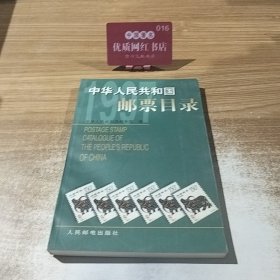 016
优质网红书店
1997
中华人民共和国
邮票目录
POSTAGE STAMP
CATALOGUE OF
THE PEOPLE'S REPUBLIC
OF CHINA
人民邮电出版社